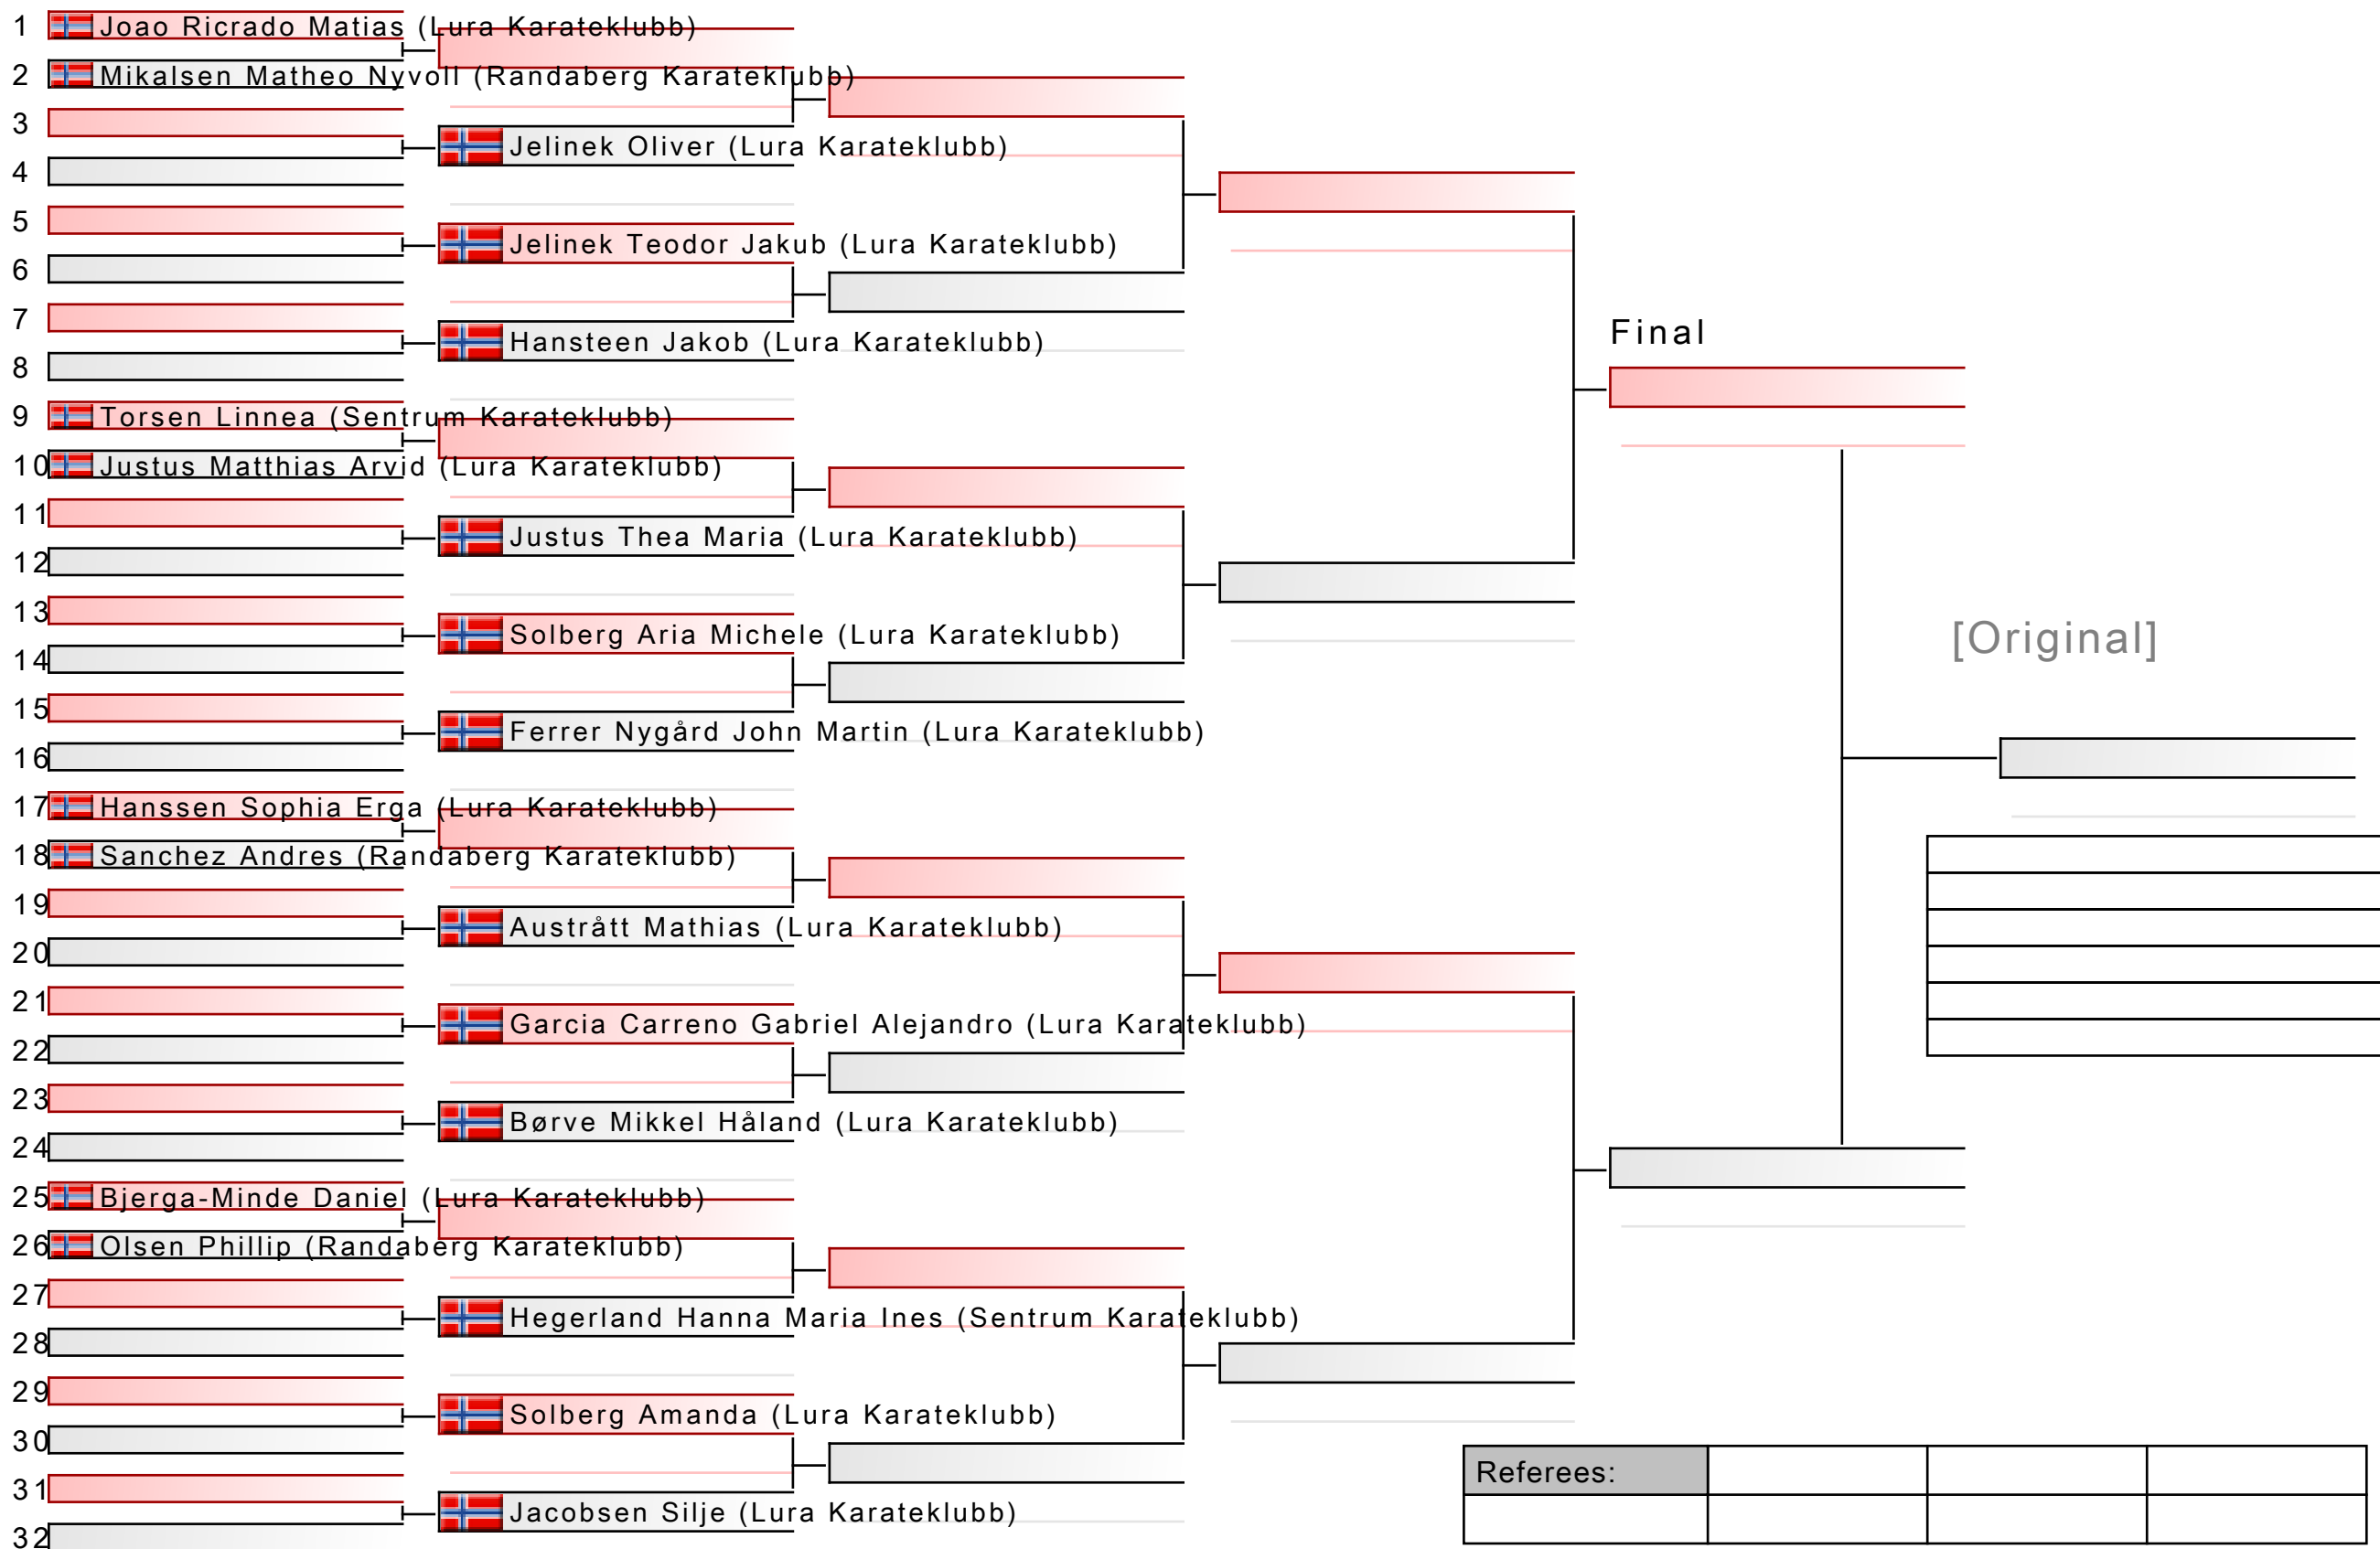 1 Joao Ricrado Matias (Lura Karateklubb)
2 Mikalsen Matheo Nyvoll (Randaberg Karateklubb)
3
Jelinek Oliver (Lura Karateklubb)
4
5
Jelinek Teodor Jakub (Lura Karateklubb)
6
7
Final
Hansteen Jakob (Lura Karateklubb)
8
9 Torsen Linnea (Sentrum Karateklubb)
10 Justus Matthias Arvid (Lura Karateklubb)
11
Justus Thea Maria (Lura Karateklubb)
12
13
Solberg Aria Michele (Lura Karateklubb)
[Original]
14
15
Ferrer Nygård John Martin (Lura Karateklubb)
16
17 Hanssen Sophia Erga (Lura Karateklubb)
18 Sanchez Andres (Randaberg Karateklubb)
19
Austrått Mathias (Lura Karateklubb)
20
21
Garcia Carreno Gabriel Alejandro (Lura Karateklubb)
22
23
Børve Mikkel Håland (Lura Karateklubb)
24
25 Bjerga-Minde Daniel (Lura Karateklubb)
26 Olsen Phillip (Randaberg Karateklubb)
27
Hegerland Hanna Maria Ines (Sentrum Karateklubb)
28
29
Solberg Amanda (Lura Karateklubb)
30
Referees:
31
Jacobsen Silje (Lura Karateklubb)
32